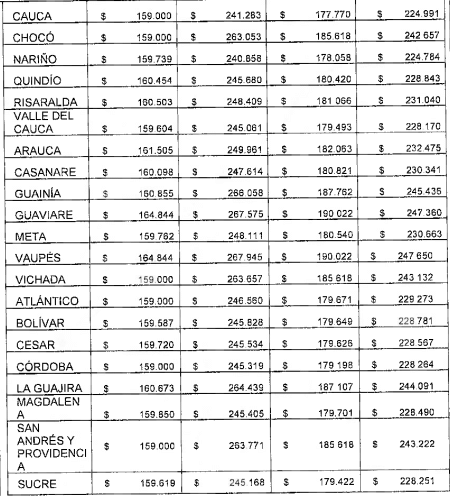 CAUCA $ 159.000 $ 241.283 $ 177.770 $ 224.991
CHOCÓ $ 159.000 $ 263.053 $ 185.618 $ 242 657
NARIÑO $ 159.739 $ 240.858 $ 178.058 $ 224.784
QUINDÍO $ 160.454 $ 245.680 $ 180.420 $ 228 843
RISARALDA $ 160.503 $ 248.409 $ 181 066 $ 231.040
VALLE DEL
CAUCA $ 159 604 $ 245.061 $ 179.493 $ 228 170
ARAUCA $ 161.505 $ 249.961 $ 182.063 $ 232 475
CASANARE $ 160.098 $ 247.614 $ 180.821 $ 230.341
GUAINÍA $ 160.855 $ 266 058 $ 187.762 $ 245.435
GUAVIARE $ 164.844 $ 267.575 $ 190 022 $ 247.360
META $ 159 762 $ 248.111 $ 180.540 $ 230.663
VAUPÉS $ 164 844 $ 267.945 $ 190.022 $ 247 650
VICHADA $ 159.000 $ 263.657 $ 185 618 $ 243 132
ATLÁNTICO $ 159.000 $ 246.560 $ 179.671 $ 229 273
BOLÍVAR $ 159.587 $ 245.828 $ 179 649 $ 228 781
CESAR $ 159.720 $ 245.534 $ 179.626 $ 228 567
CÓRDOBA $ 159.000 $ 245.319 $ 179 198 $ 228 264
LA GUAJIRA $ 160.673 $ 264.439 $ 187 107 $ 244.091
MAGDALEN
A $ 159.850 $ 245.405 $ 179.701 $ 228.490
SAN
ANDRÉS Y
PROVIDENCI $ 159.000 $ 263.771 $ 185 618 $ 243.222
A
SUCRE $ 159.619 $ 245 168 $ 179.422 $ 228.251